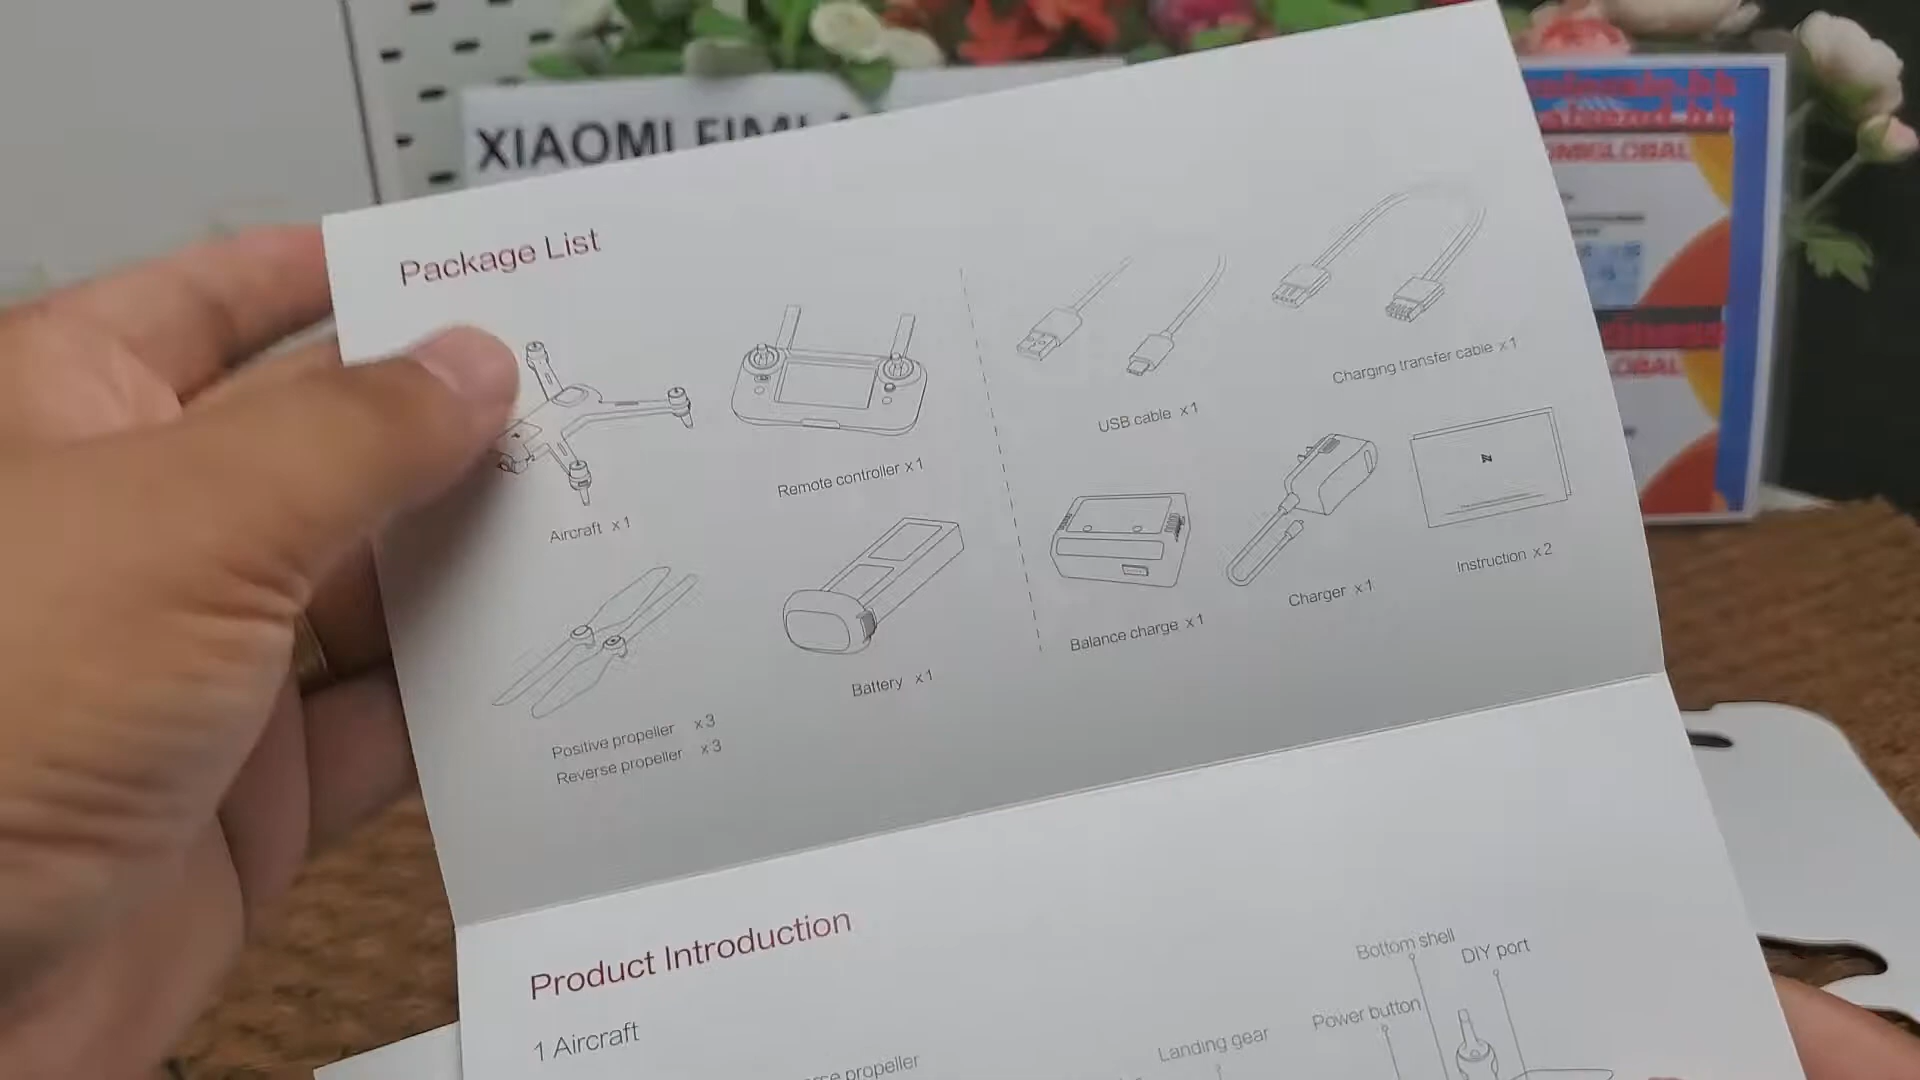 XIAOMI FIMI
MIGLOBAL
OBAL
Package List
Aircraft x1
Remote controller x1
USB cable x1
Charging transfer cable x1
Positive propeller x3
Reverse propeller x3
Battery x1
Balance charge x1
Charger x1
Instruction x2
Product Introduction
1 Aircraft
propeller
Landing gear
Power button
Bottom shell
DIY port